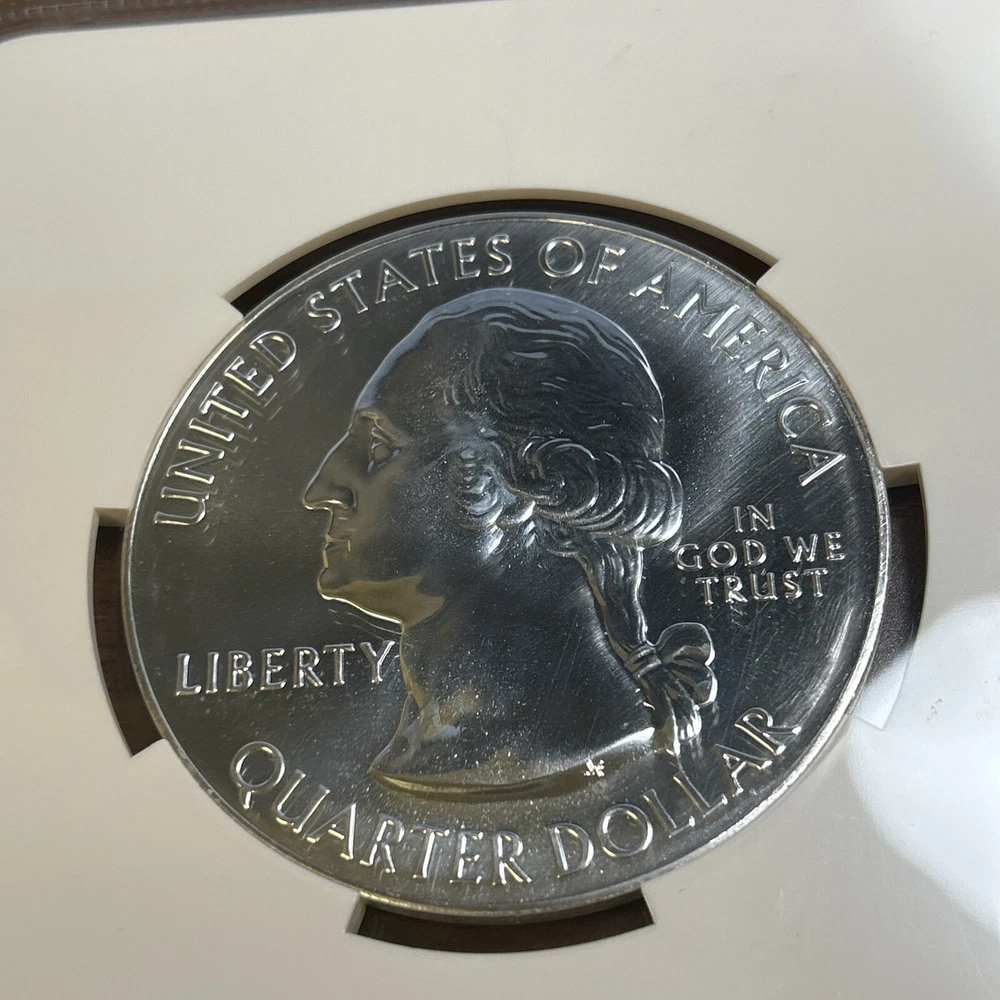 UNITED STATES OF AMERICA
IN
GOD WE
TRUST
LIBERTY
QUARTER DOLLAR